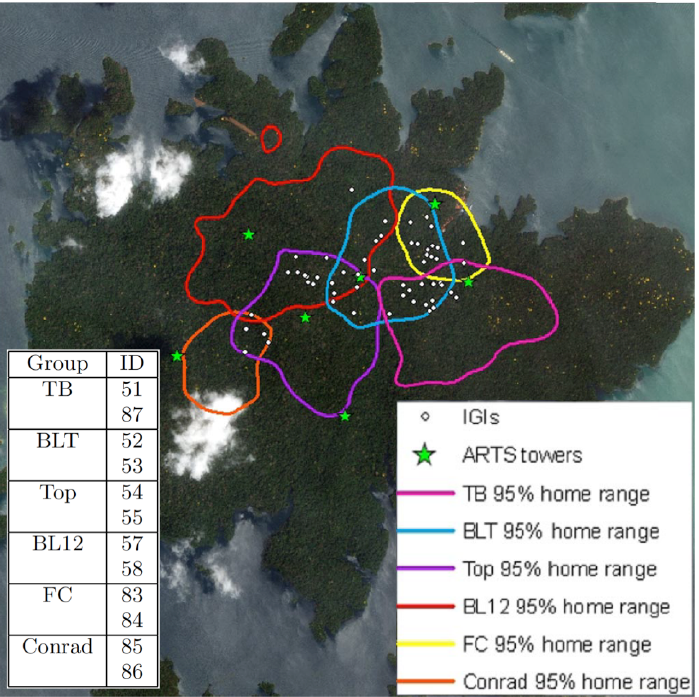 Group ID
TB 51
87
BLT 52
53
Top 54
55
BL12 57
58
FC 83
84
Conrad 85
86
IGIs
ARTS towers
TB 95% home range
BLT 95% home range
Top 95% home range
BL12 95% home range
FC 95% home range
Conrad 95% home range